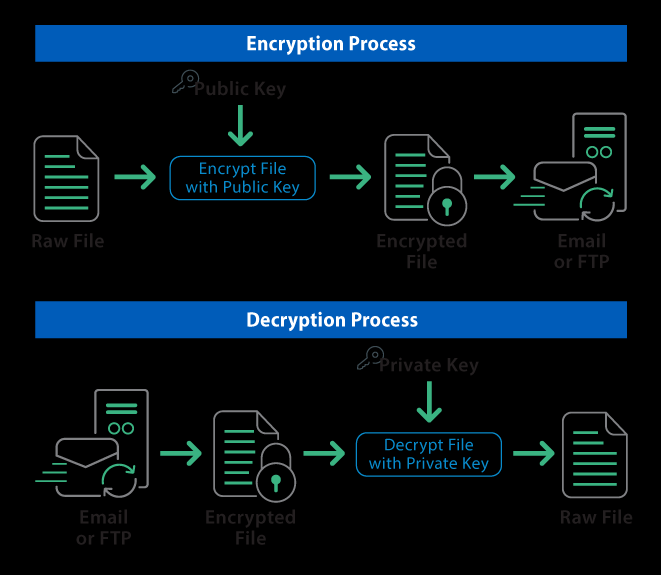 Encryption Process
Public Key
Encrypt File
with Public Key
Raw File
Encrypted
File
Email
or FTP
Decryption Process
Private Key
Decrypt File
with Private Key
Email
or FTP
Encrypted
File
Raw File